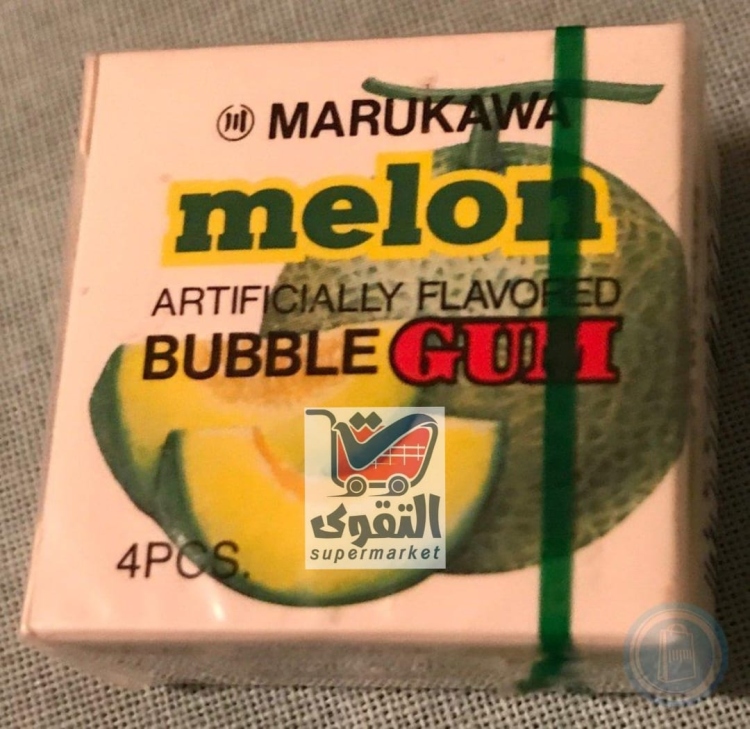 MARUKAWA
melon
ARTIFICIALLY FLAVORED
BUBBLE GUM
التقوى
supermarket
4PCS.